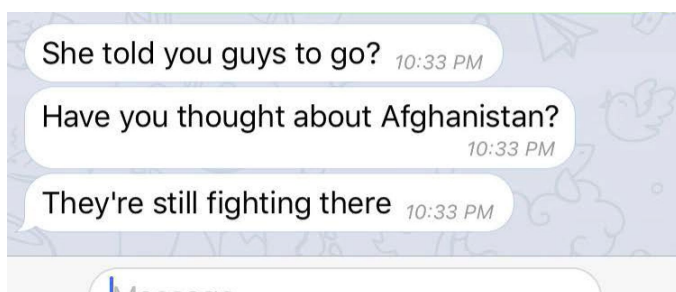 She told you guys to go? 10:33 PM
Have you thought about Afghanistan?
10:33 PM
They're still fighting there 10:33 PM